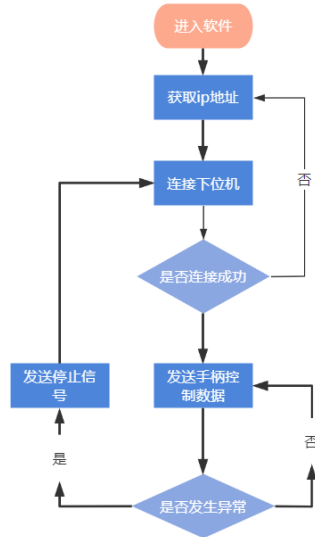 进入软件
获取ip地址
连接下位机
否
是否连接成功
发送停止信
号
发送手柄控
制数据
否
是
是否发生异常